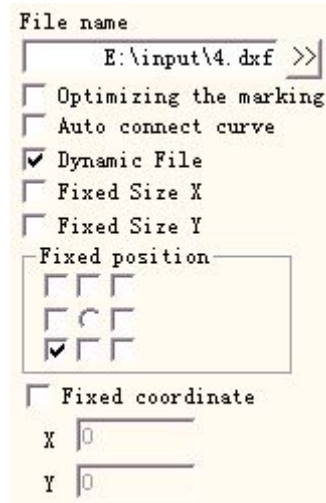 File name
E:\input\4.dxf >>
Optimizing the marking
Auto connect curve
Dynamic File
Fixed Size X
Fixed Size Y
Fixed position
Fixed coordinate
X 0
Y 0